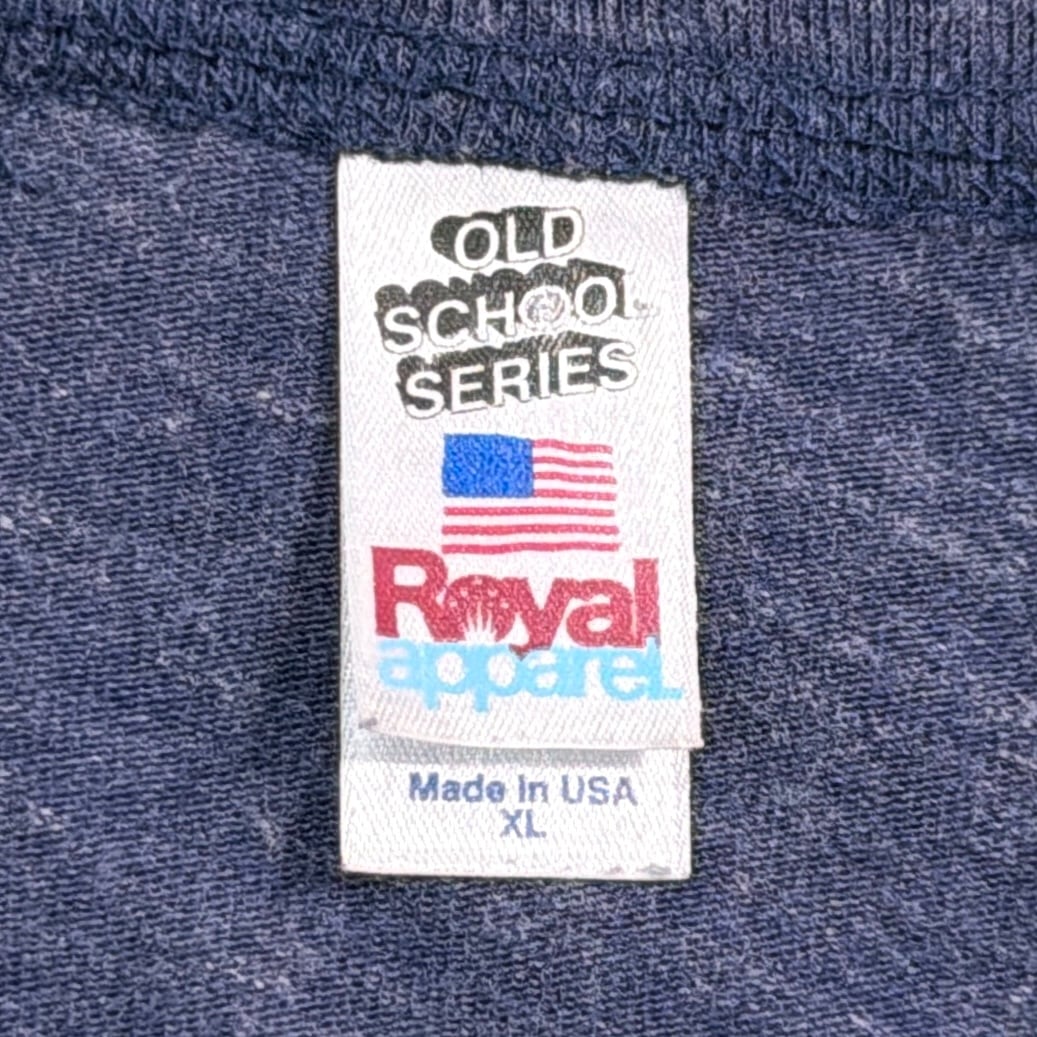 OLD
SCHOOL
SERIES
Royal
apparel
Made In USA
XL